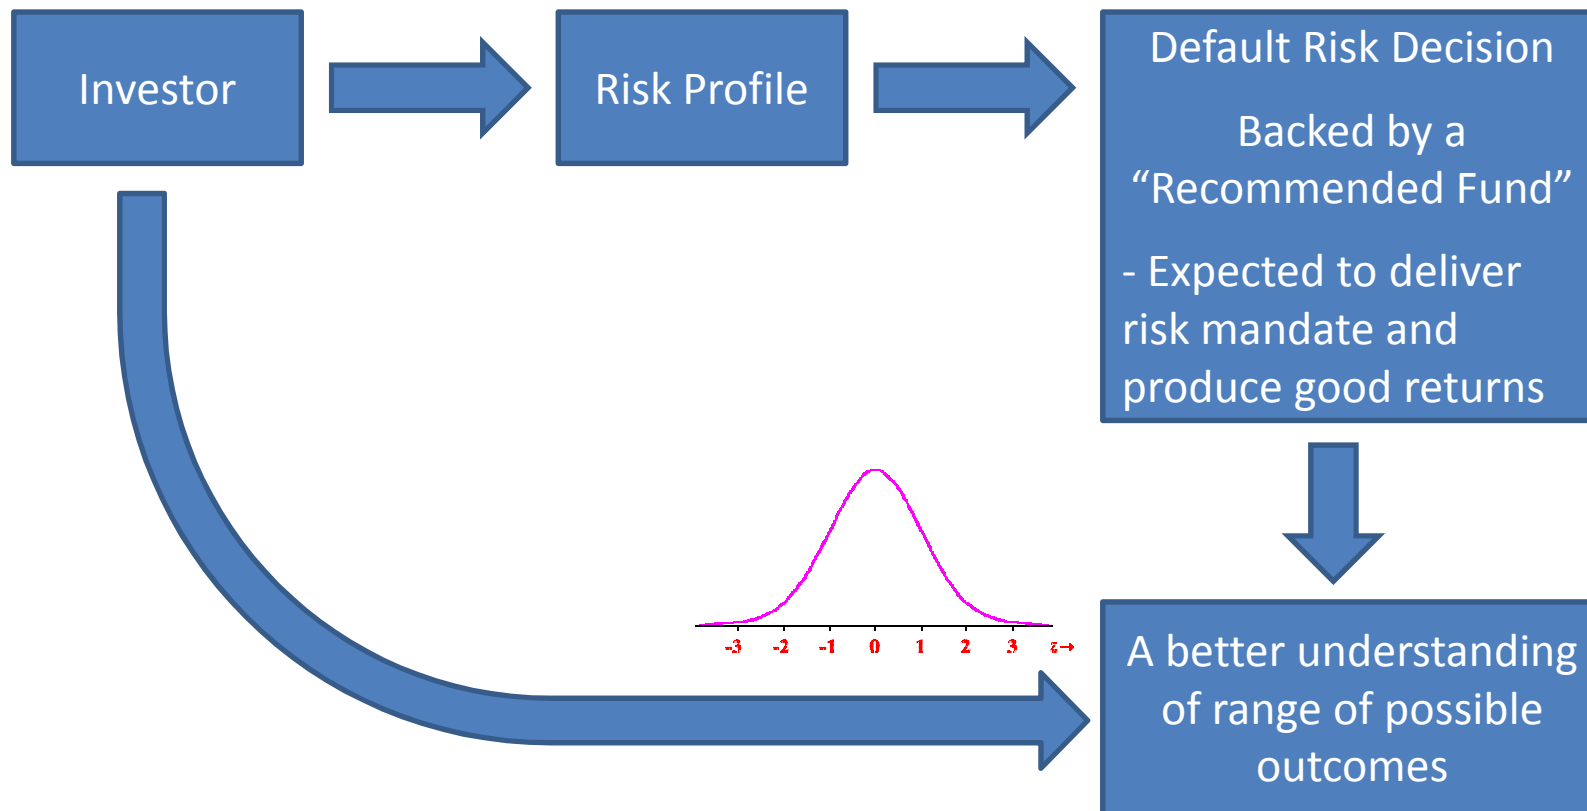 Investor
Risk Profile
Default Risk Decision
Backed by a
“Recommended Fund”
- Expected to deliver
risk mandate and
produce good returns
-3 -2 -1 0 1 2 3 z→
A better understanding
of range of possible
outcomes